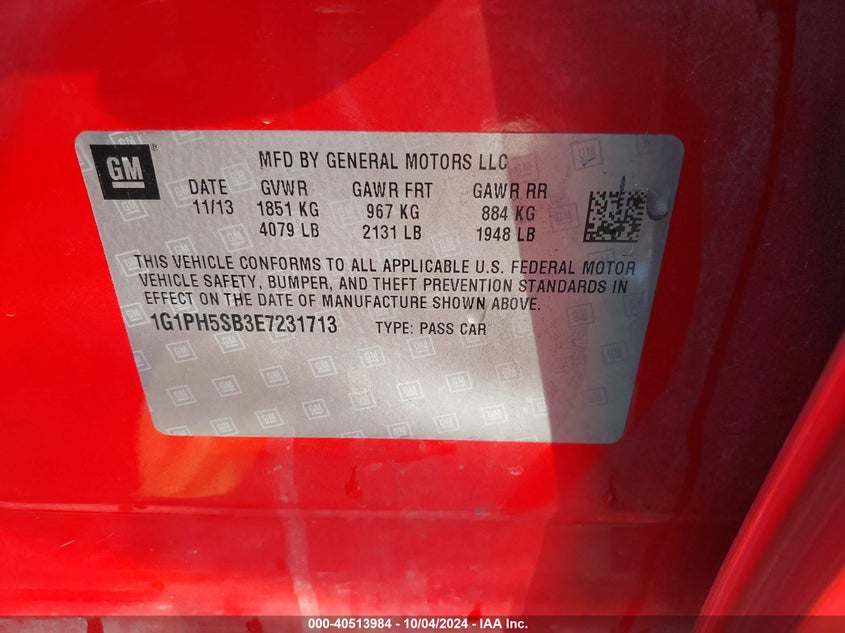 GM
MFD BY GENERAL MOTORS LLC
DATE GVWR GAWR FRT GAWR RR
11/13 1851 KG 967 KG 884 KG
4079 LB 2131 LB 1948 LB
THIS VEHICLE CONFORMS TO ALL APPLICABLE U.S. FEDERAL MOTOR
VEHICLE SAFETY, BUMPER, AND THEFT PREVENTION STANDARDS IN
EFFECT ON THE DATE OF MANUFACTURE SHOWN ABOVE.
1G1PH5SB3E7231713 TYPE: PASS CAR
000-40513984 - 10/04/2024 - IAA Inc.